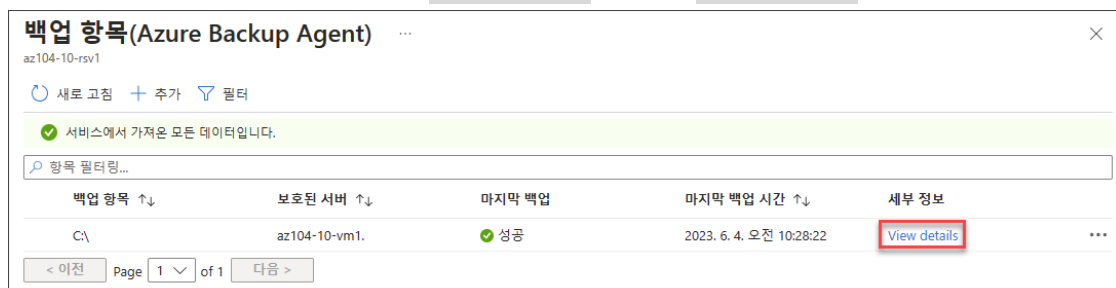 백업 항목(Azure Backup Agent) ...
az104-10-rsv1
새로 고침 추가 필터
서비스에서 가져온 모든 데이터입니다.
항목 필터링...
백업 항목 ↑↓ 보호된 서버 ↑↓ 마지막 백업 마지막 백업 시간 ↑↓ 세부 정보
C:\ az104-10-vm1. 성공 2023. 6. 4. 오전 10:28:22 View details ...
< 이전 Page 1 of 1 다음 >